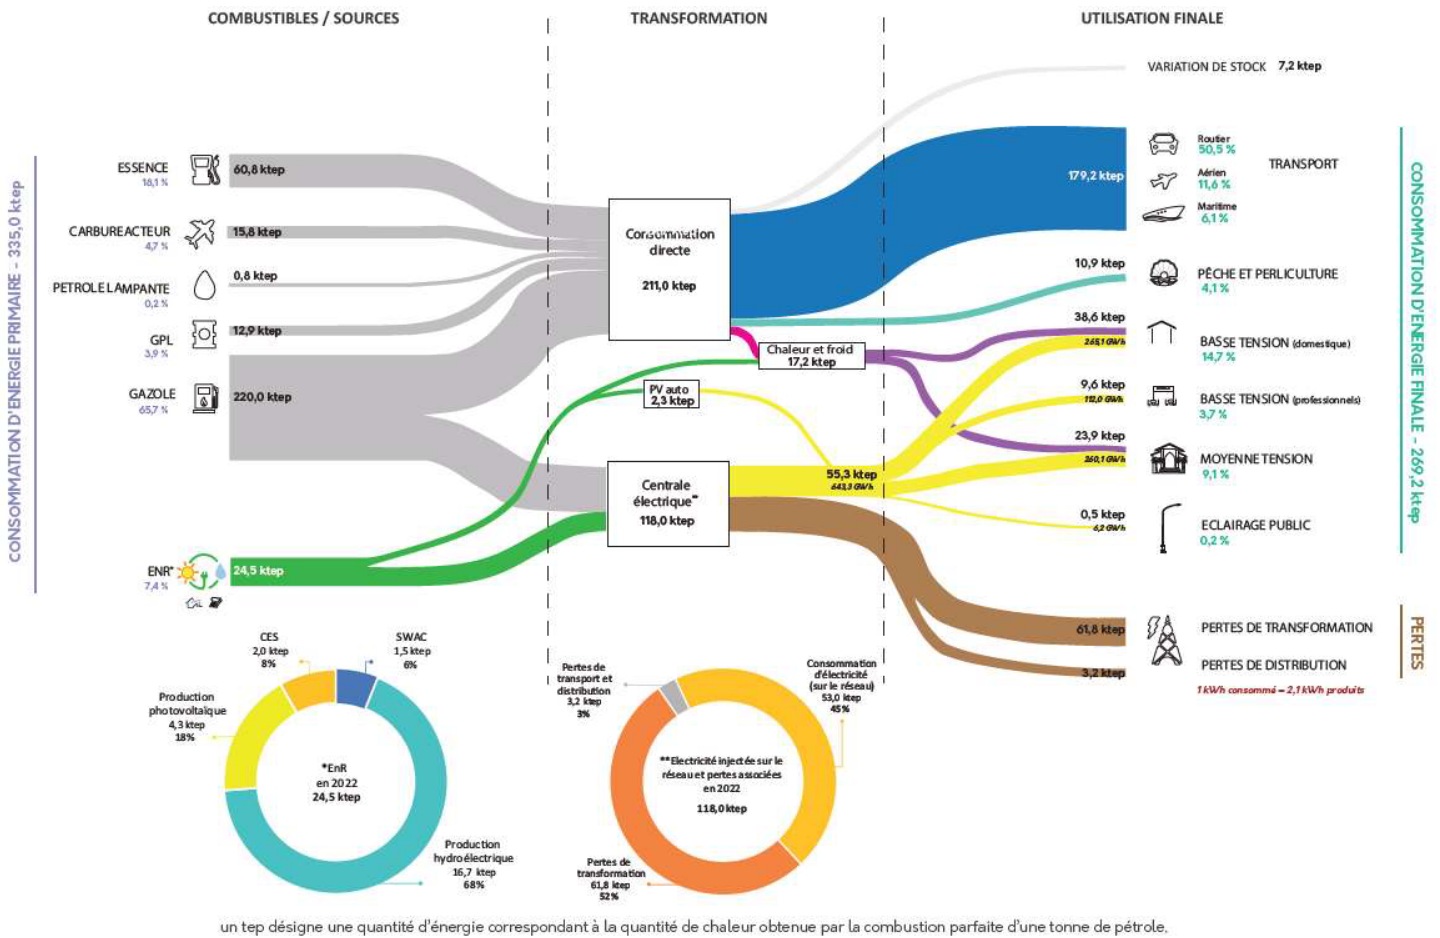 COMBUSTIBLES / SOURCES
TRANSFORMATION
UTILISATION FINALE
CONSOMMATION D'ENERGIE PRIMAIRE - 335,0 ktep
ESSENCE
18,1 %
60,8 ktep
CARBUREACTEUR
4,7 %
15,8 ktep
PETROLE LAMPANTE
0,2 %
0,8 ktep
GPL
3,9 %
12,9 ktep
GAZOLE
65,7 %
220,0 ktep
ENR*
7,4 %
24,5 ktep
Consommation
directe
211,0 ktep
Chaleur et froid
17,2 ktep
PV auto
2,3 ktep
Centrale
électrique**
118,0 ktep
55,3 ktep
643,3 GWh
VARIATION DE STOCK 7,2 ktep
179,2 ktep
Routier
50,5 %
Aérien
11,6 %
Maritime
6,1 %
TRANSPORT
10,9 ktep
PÊCHE ET PERLICULTURE
4,1 %
38,6 ktep
265,1 GWh
BASSE TENSION (domestique)
14,7 %
9,6 ktep
112,0 GWh
BASSE TENSION (professionnels)
3,7 %
23,9 ktep
260,1 GWh
MOYENNE TENSION
9,1 %
0,5 ktep
6,2 GWh
ECLAIRAGE PUBLIC
0,2 %
CONSOMMATION D'ENERGIE FINALE - 269,2 ktep
61,8 ktep
PERTES DE TRANSFORMATION
3,2 ktep
PERTES DE DISTRIBUTION
1 kWh consommé = 2,1 kWh produits
PERTES
CES
2,0 ktep
8%
SWAC
1,5 ktep
6%
Production
photovoltaïque
4,3 ktep
18%
*EnR
en 2022
24,5 ktep
Production
hydroélectrique
16,7 ktep
68%
Pertes de
transport et
distribution
3,2 ktep
3%
Consommation
d'électricité
(sur le réseau)
53,0 ktep
45%
**Electricité injectée sur le
réseau et pertes associées
en 2022
118,0 ktep
Pertes de
transformation
61,8 ktep
52%
un tep désigne une quantité d'énergie correspondant à la quantité de chaleur obtenue par la combustion parfaite d'une tonne de pétrole.